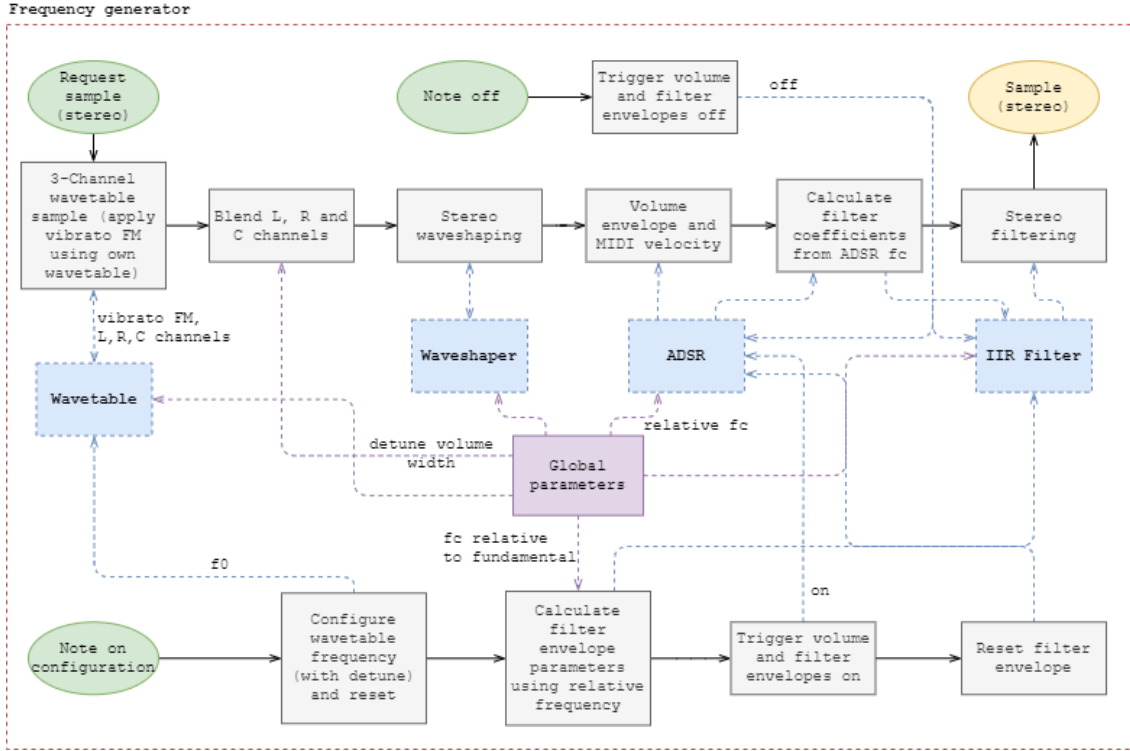 Frequency generator
Request
sample
(stereo)
Note off
Trigger volume
and filter
envelopes off
off
Sample
(stereo)
3-Channel
wavetable
sample (apply
vibrato FM
using own
wavetable)
Blend L, R and
C channels
Stereo
waveshaping
Volume
envelope and
MIDI velocity
Calculate
filter
coefficients
from ADSR fc
Stereo
filtering
vibrato FM,
L,R,C channels
Wavetable
Waveshaper
ADSR
IIR Filter
relative fc
detune volume
width
Global
parameters
fc relative
to fundamental
f0
on
Note on
configuration
Configure
wavetable
frequency
(with detune)
and reset
Calculate
filter
envelope
parameters
using relative
frequency
Trigger volume
and filter
envelopes on
Reset filter
envelope